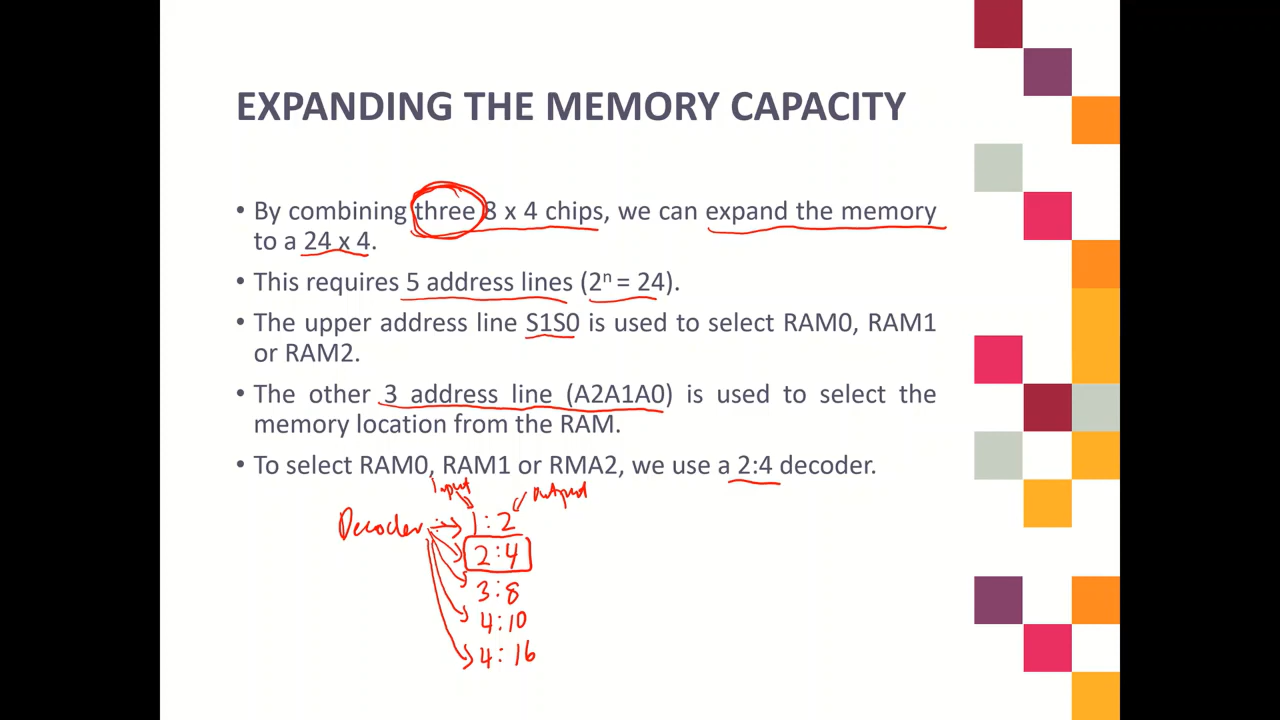 EXPANDING THE MEMORY CAPACITY
• By combining three 8 x 4 chips, we can expand the memory
to a 24 x 4.
• This requires 5 address lines (2ⁿ = 24).
• The upper address line S1S0 is used to select RAM0, RAM1
or RAM2.
• The other 3 address line (A2A1A0) is used to select the
memory location from the RAM.
• To select RAM0, RAM1 or RMA2, we use a 2:4 decoder.
Input Output
Decoder 1:2
2:4
3:8
4:10
4:16